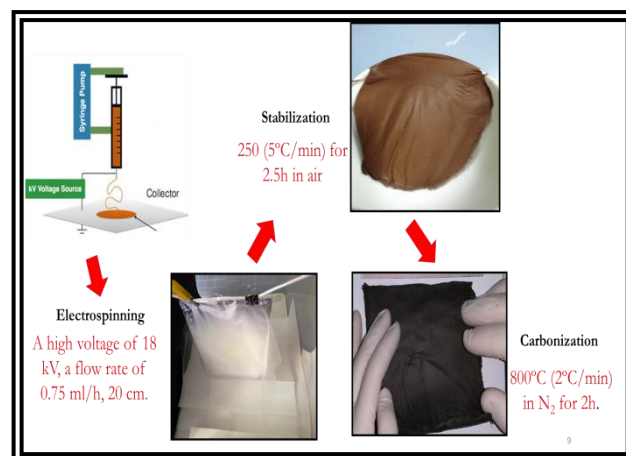 Syringe Pump
kV Voltage Source
Collector
Electrospinning
A high voltage of 18
kV, a flow rate of
0.75 ml/h, 20 cm.
Stabilization
250 (5ºC/min) for
2.5h in air
Carbonization
800ºC (2ºC/min)
in N₂ for 2h.
9